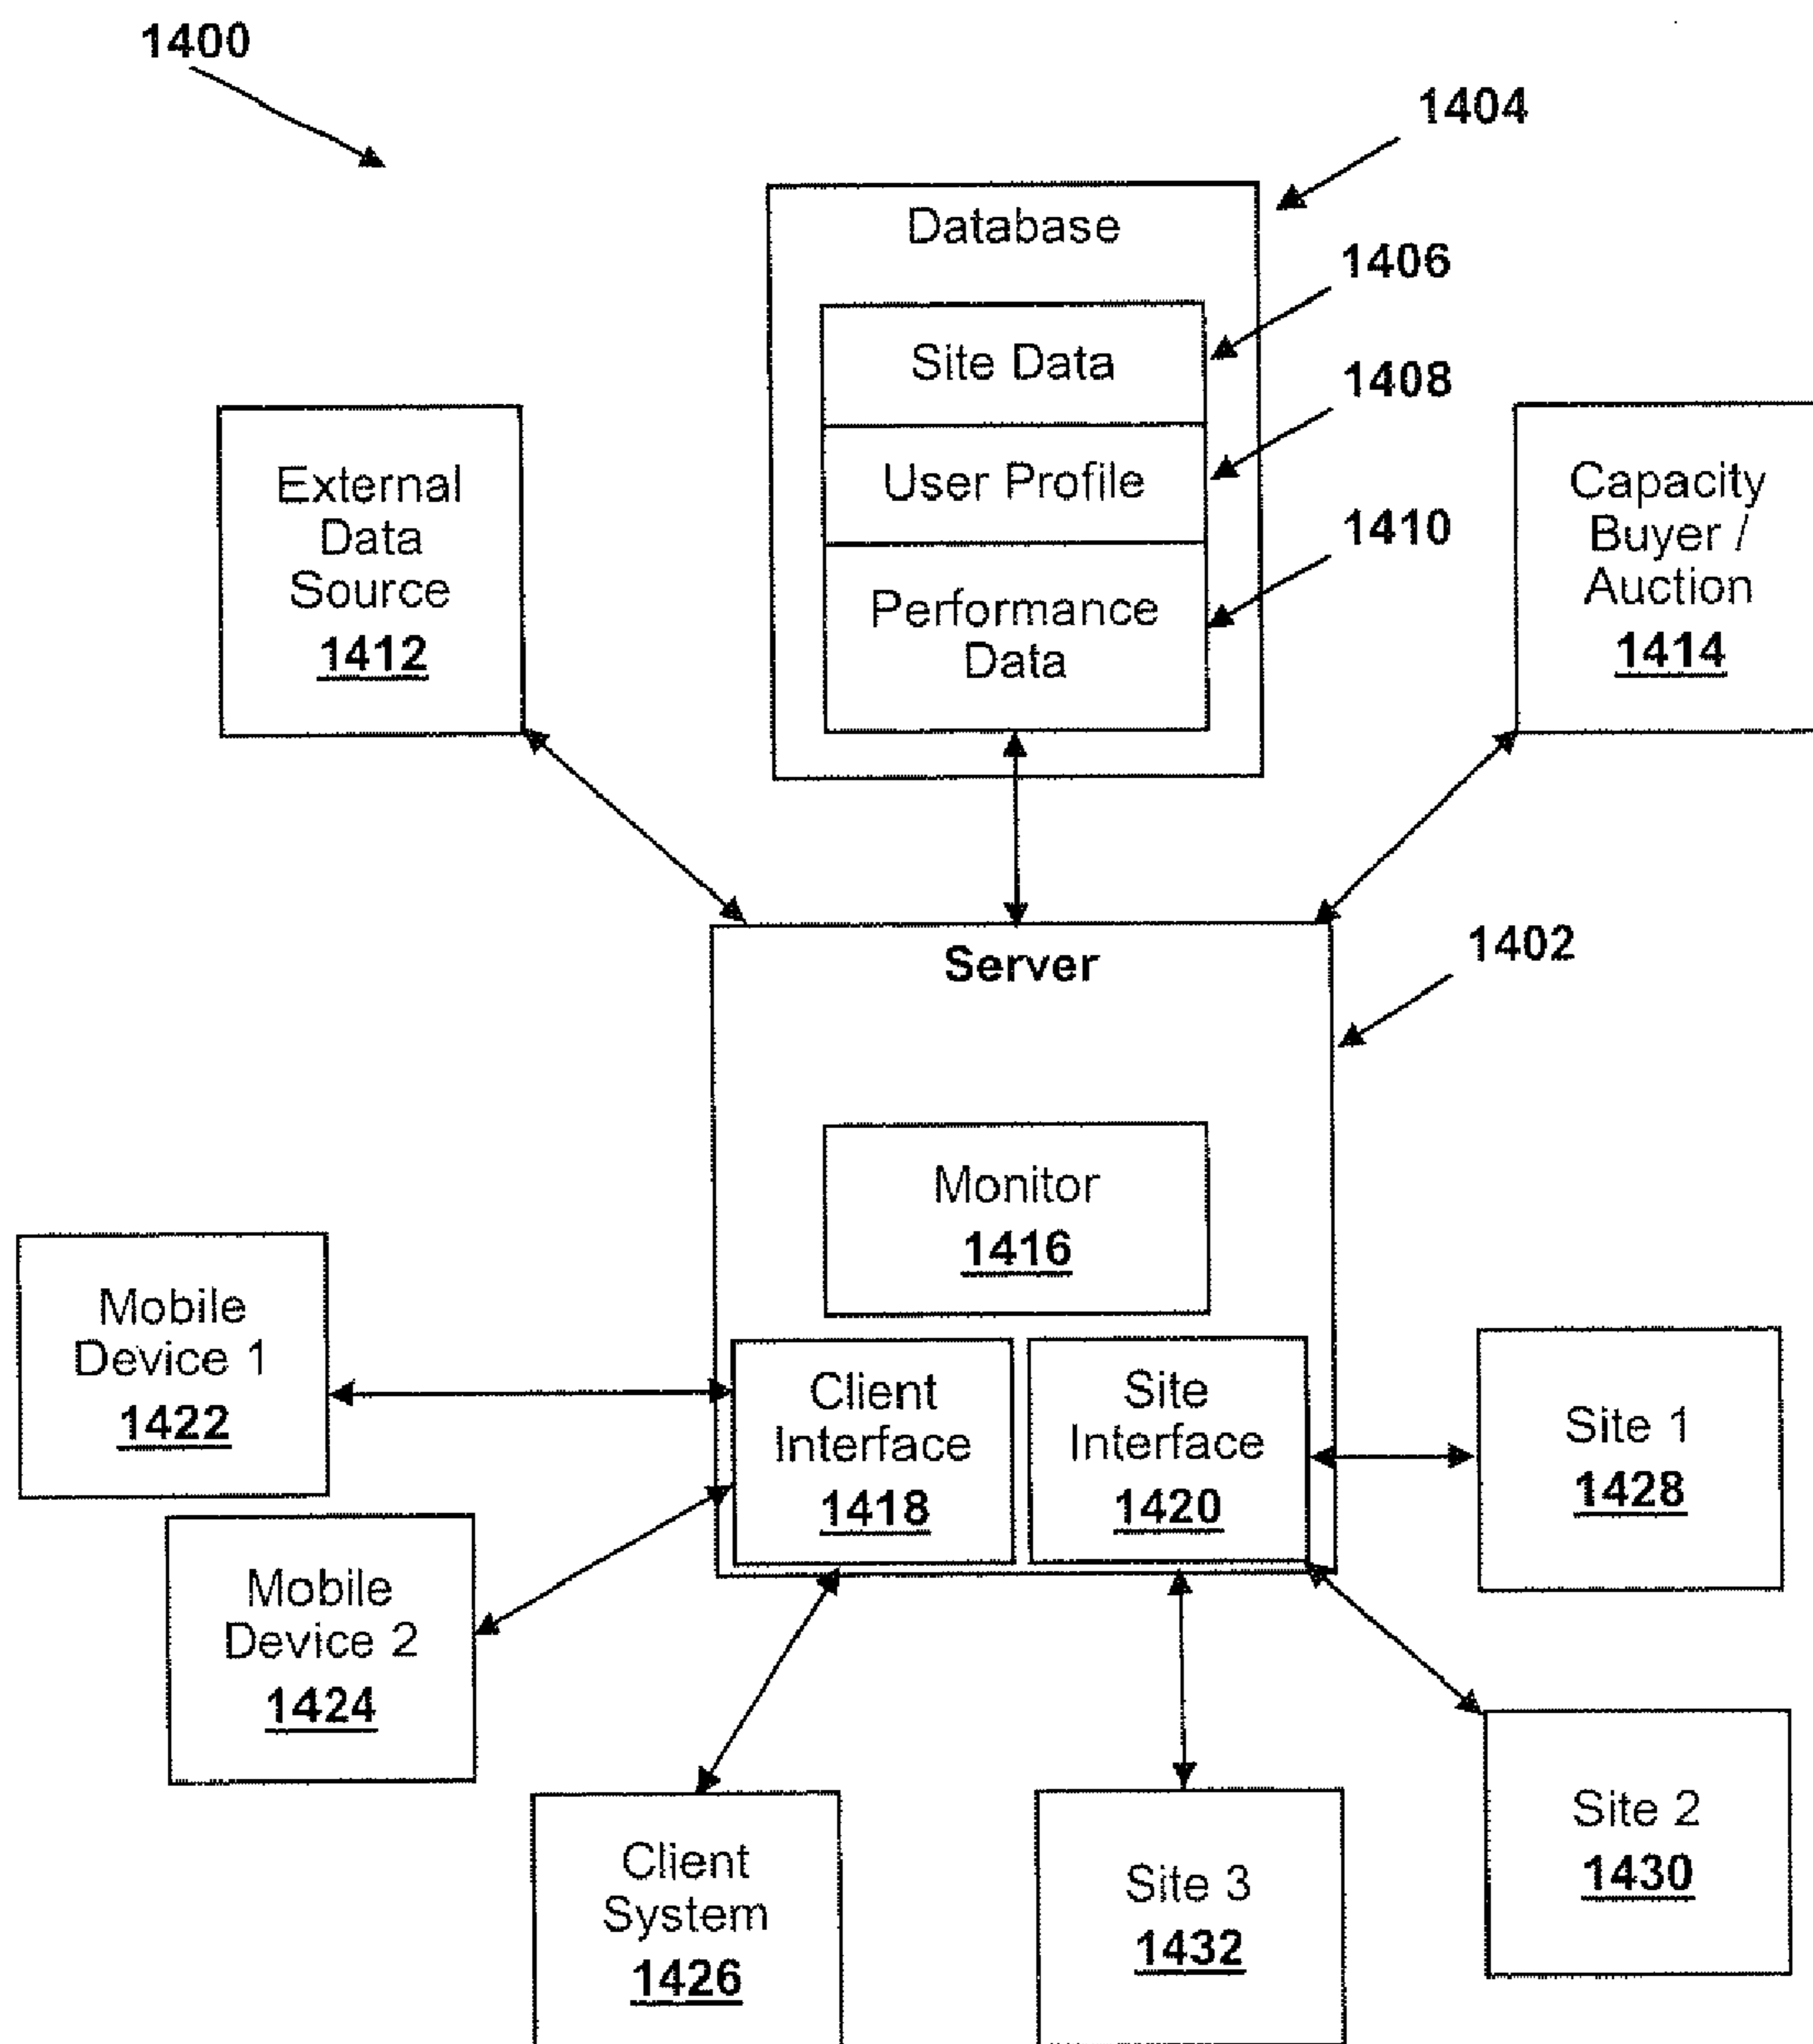 1400
1404
Database
1406
Site Data
1408
User Profile
1410
Performance
Data
External
Data
Source
1412
Capacity
Buyer /
Auction
1414
Server
1402
Monitor
1416
Mobile
Device 1
1422
Client
Interface
1418
Site
Interface
1420
Site 1
1428
Mobile
Device 2
1424
Client
System
1426
Site 3
1432
Site 2
1430